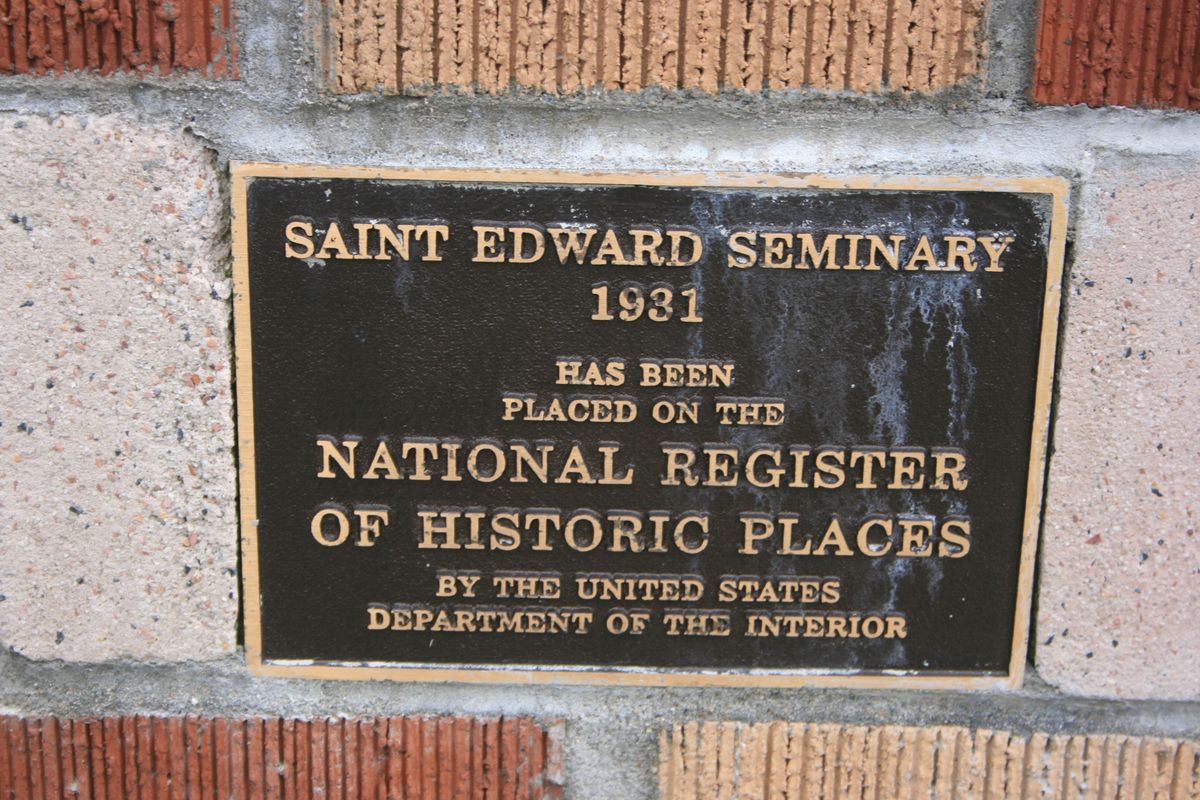 SAINT EDWARD SEMINARY
1931
HAS BEEN
PLACED ON THE
NATIONAL REGISTER
OF HISTORIC PLACES
BY THE UNITED STATES
DEPARTMENT OF THE INTERIOR